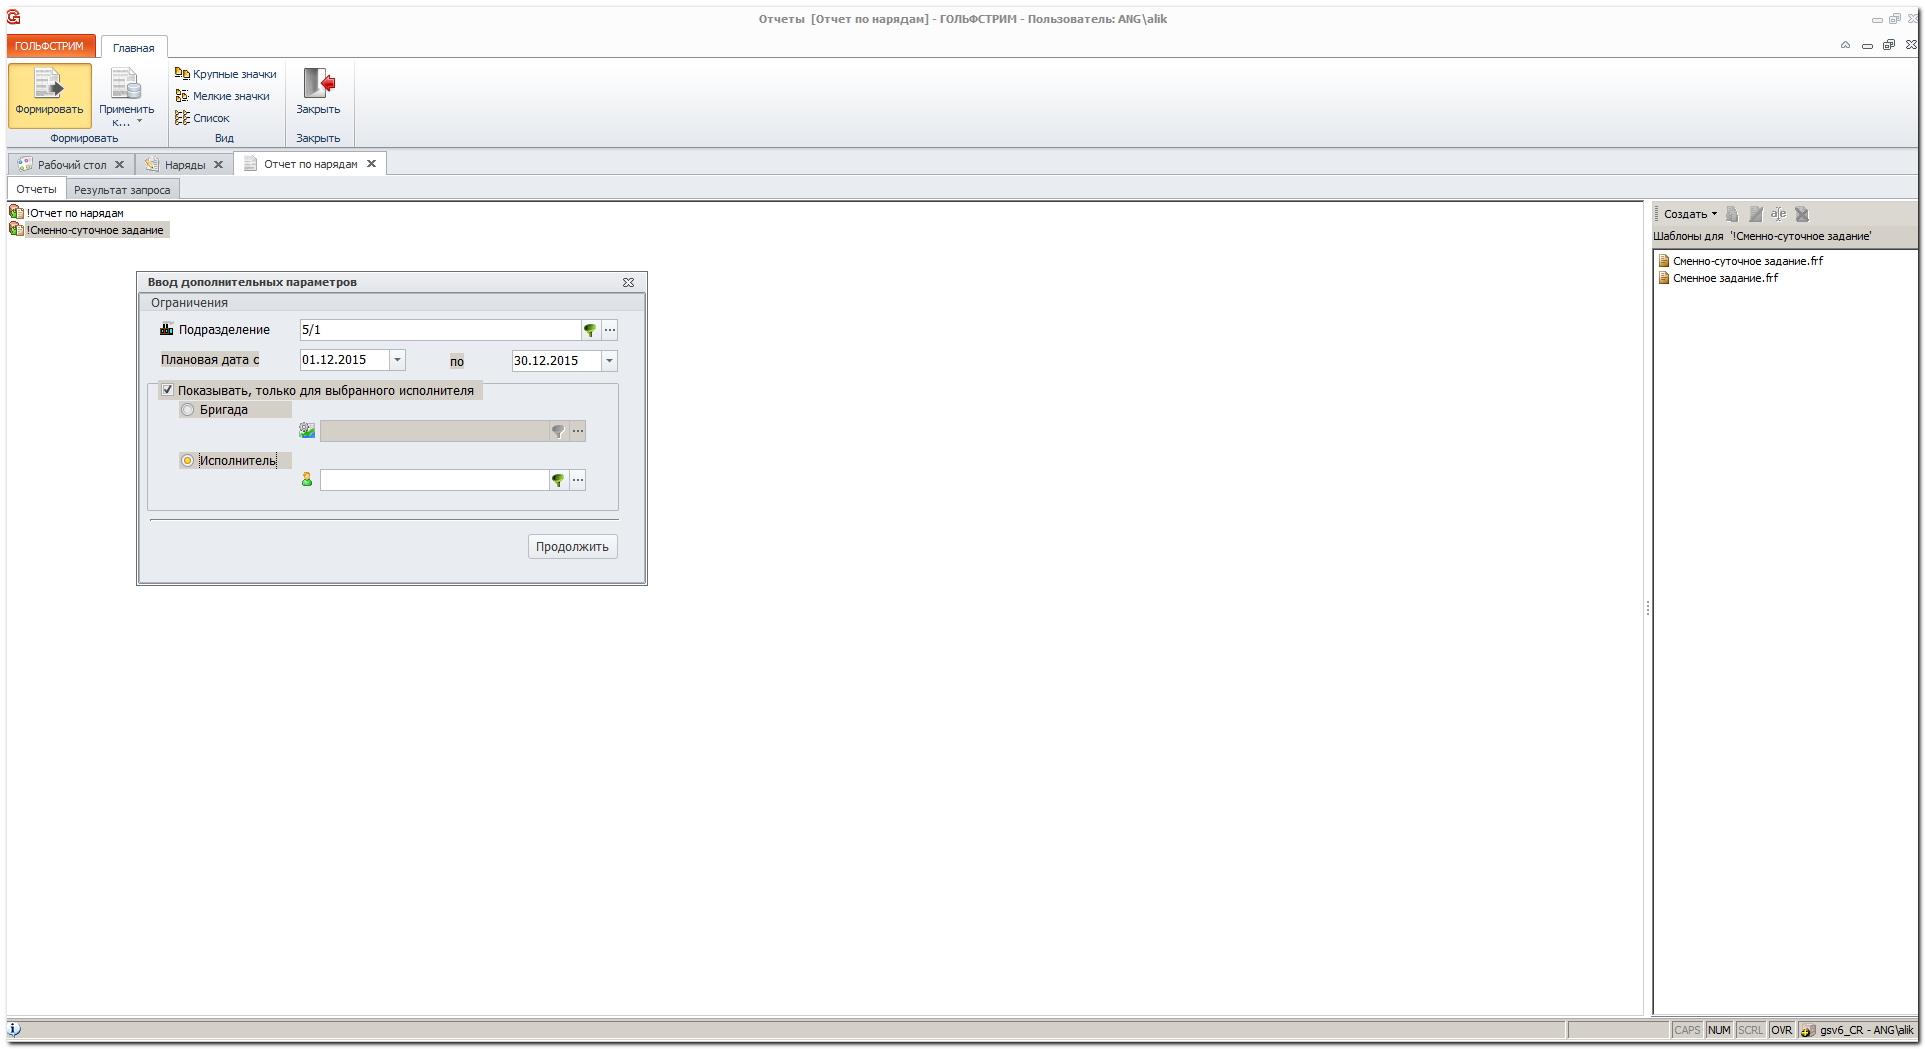 Отчеты [Отчет по нарядам] - ГОЛЬФСТРИМ - Пользователь: ANG\alik
ГОЛЬФСТРИМ
Главная
Формировать
Применить
к...
Крупные значки
Мелкие значки
Список
Закрыть
Формировать
Вид
Закрыть
Рабочий стол
Наряды
Отчет по нарядам
Отчеты
Результат запроса
!Отчет по нарядам
!Сменно-суточное задание
Ввод дополнительных параметров
Ограничения
Подразделение
5/1
...
Плановая дата с
01.12.2015
по
30.12.2015
Показывать, только для выбранного исполнителя
Бригада
...
Исполнитель
...
Продолжить
Создать
a|e
Шаблоны для '!Сменно-суточное задание'
Сменно-суточное задание.frf
Сменное задание.frf
CAPS
NUM
SCRL
OVR
gsv6_CR - ANG\alik